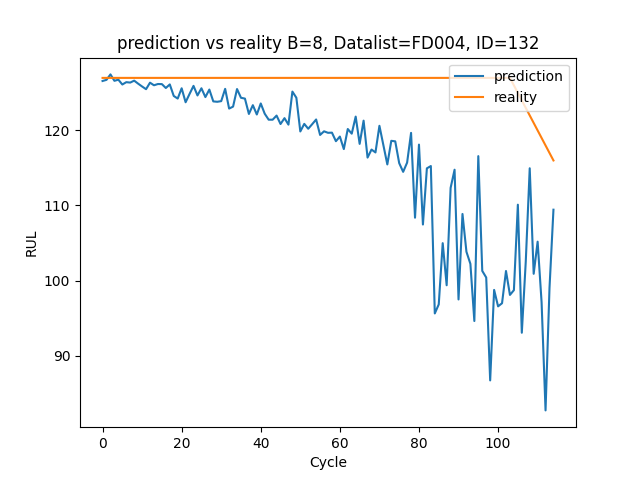 prediction vs reality B=8, Datalist=FD004, ID=132
prediction
reality
120
110
100
90
RUL
0 20 40 60 80 100
Cycle